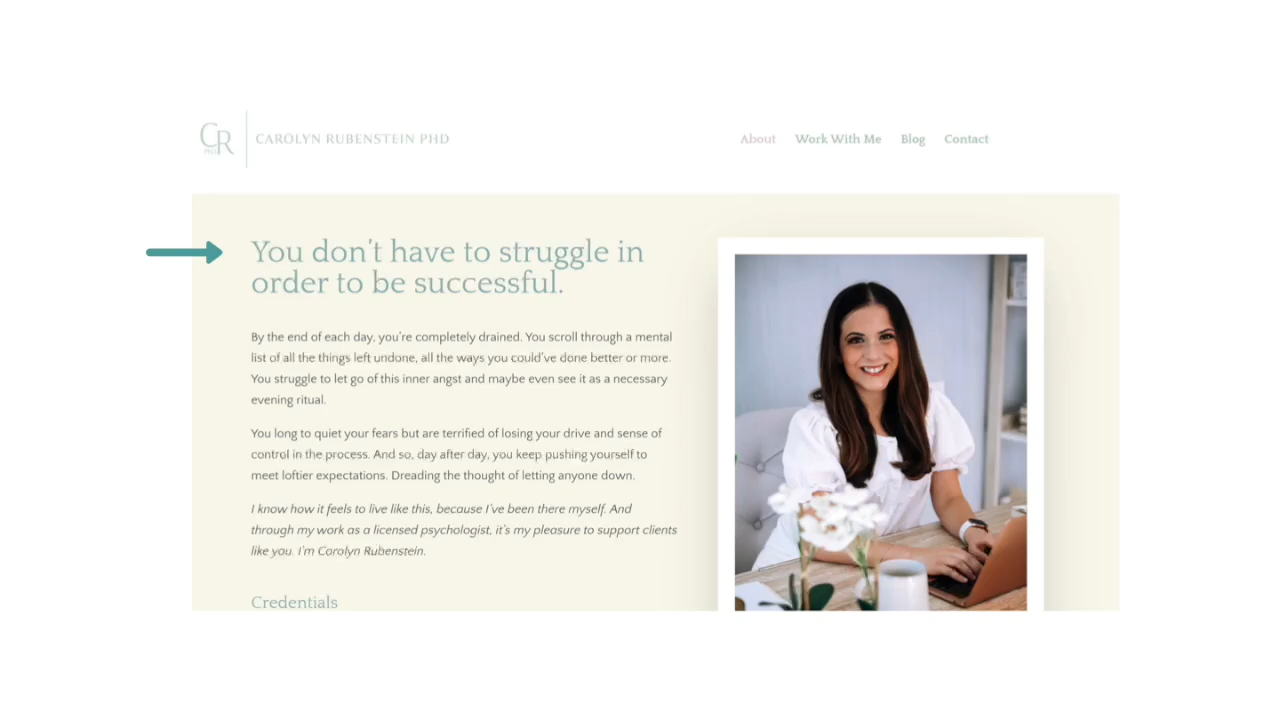 CR
PHD
CAROLYN RUBENSTEIN PHD
About
Work With Me
Blog
Contact
You don't have to struggle in
order to be successful.
By the end of each day, you're completely drained. You scroll through a mental
list of all the things left undone, all the ways you could've done better or more.
You struggle to let go of this inner angst and maybe even see it as a necessary
evening ritual.
You long to quiet your fears but are terrified of losing your drive and sense of
control in the process. And so, day after day, you keep pushing yourself to
meet loftier expectations. Dreading the thought of letting anyone down.
I know how it feels to live like this, because I've been there myself. And
through my work as a licensed psychologist, it's my pleasure to support clients
like you. I'm Carolyn Rubenstein.
Credentials